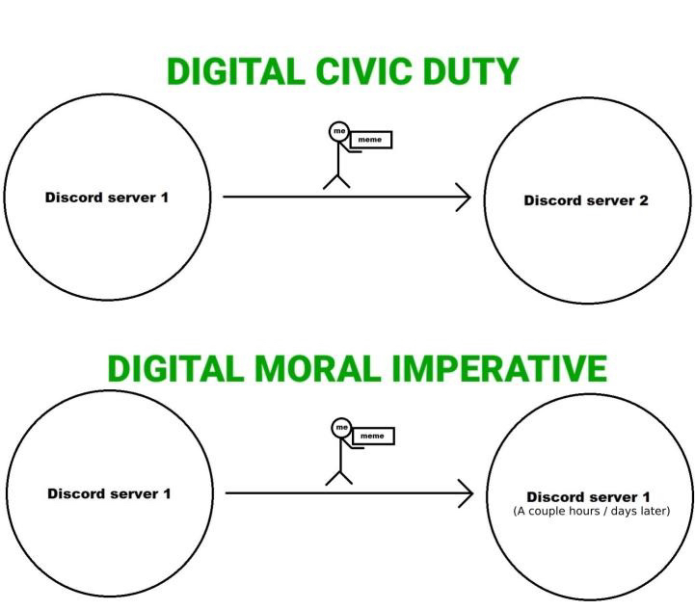 DIGITAL CIVIC DUTY
me
meme
Discord server 1
Discord server 2
DIGITAL MORAL IMPERATIVE
me
meme
Discord server 1
Discord server 1
(A couple hours / days later)